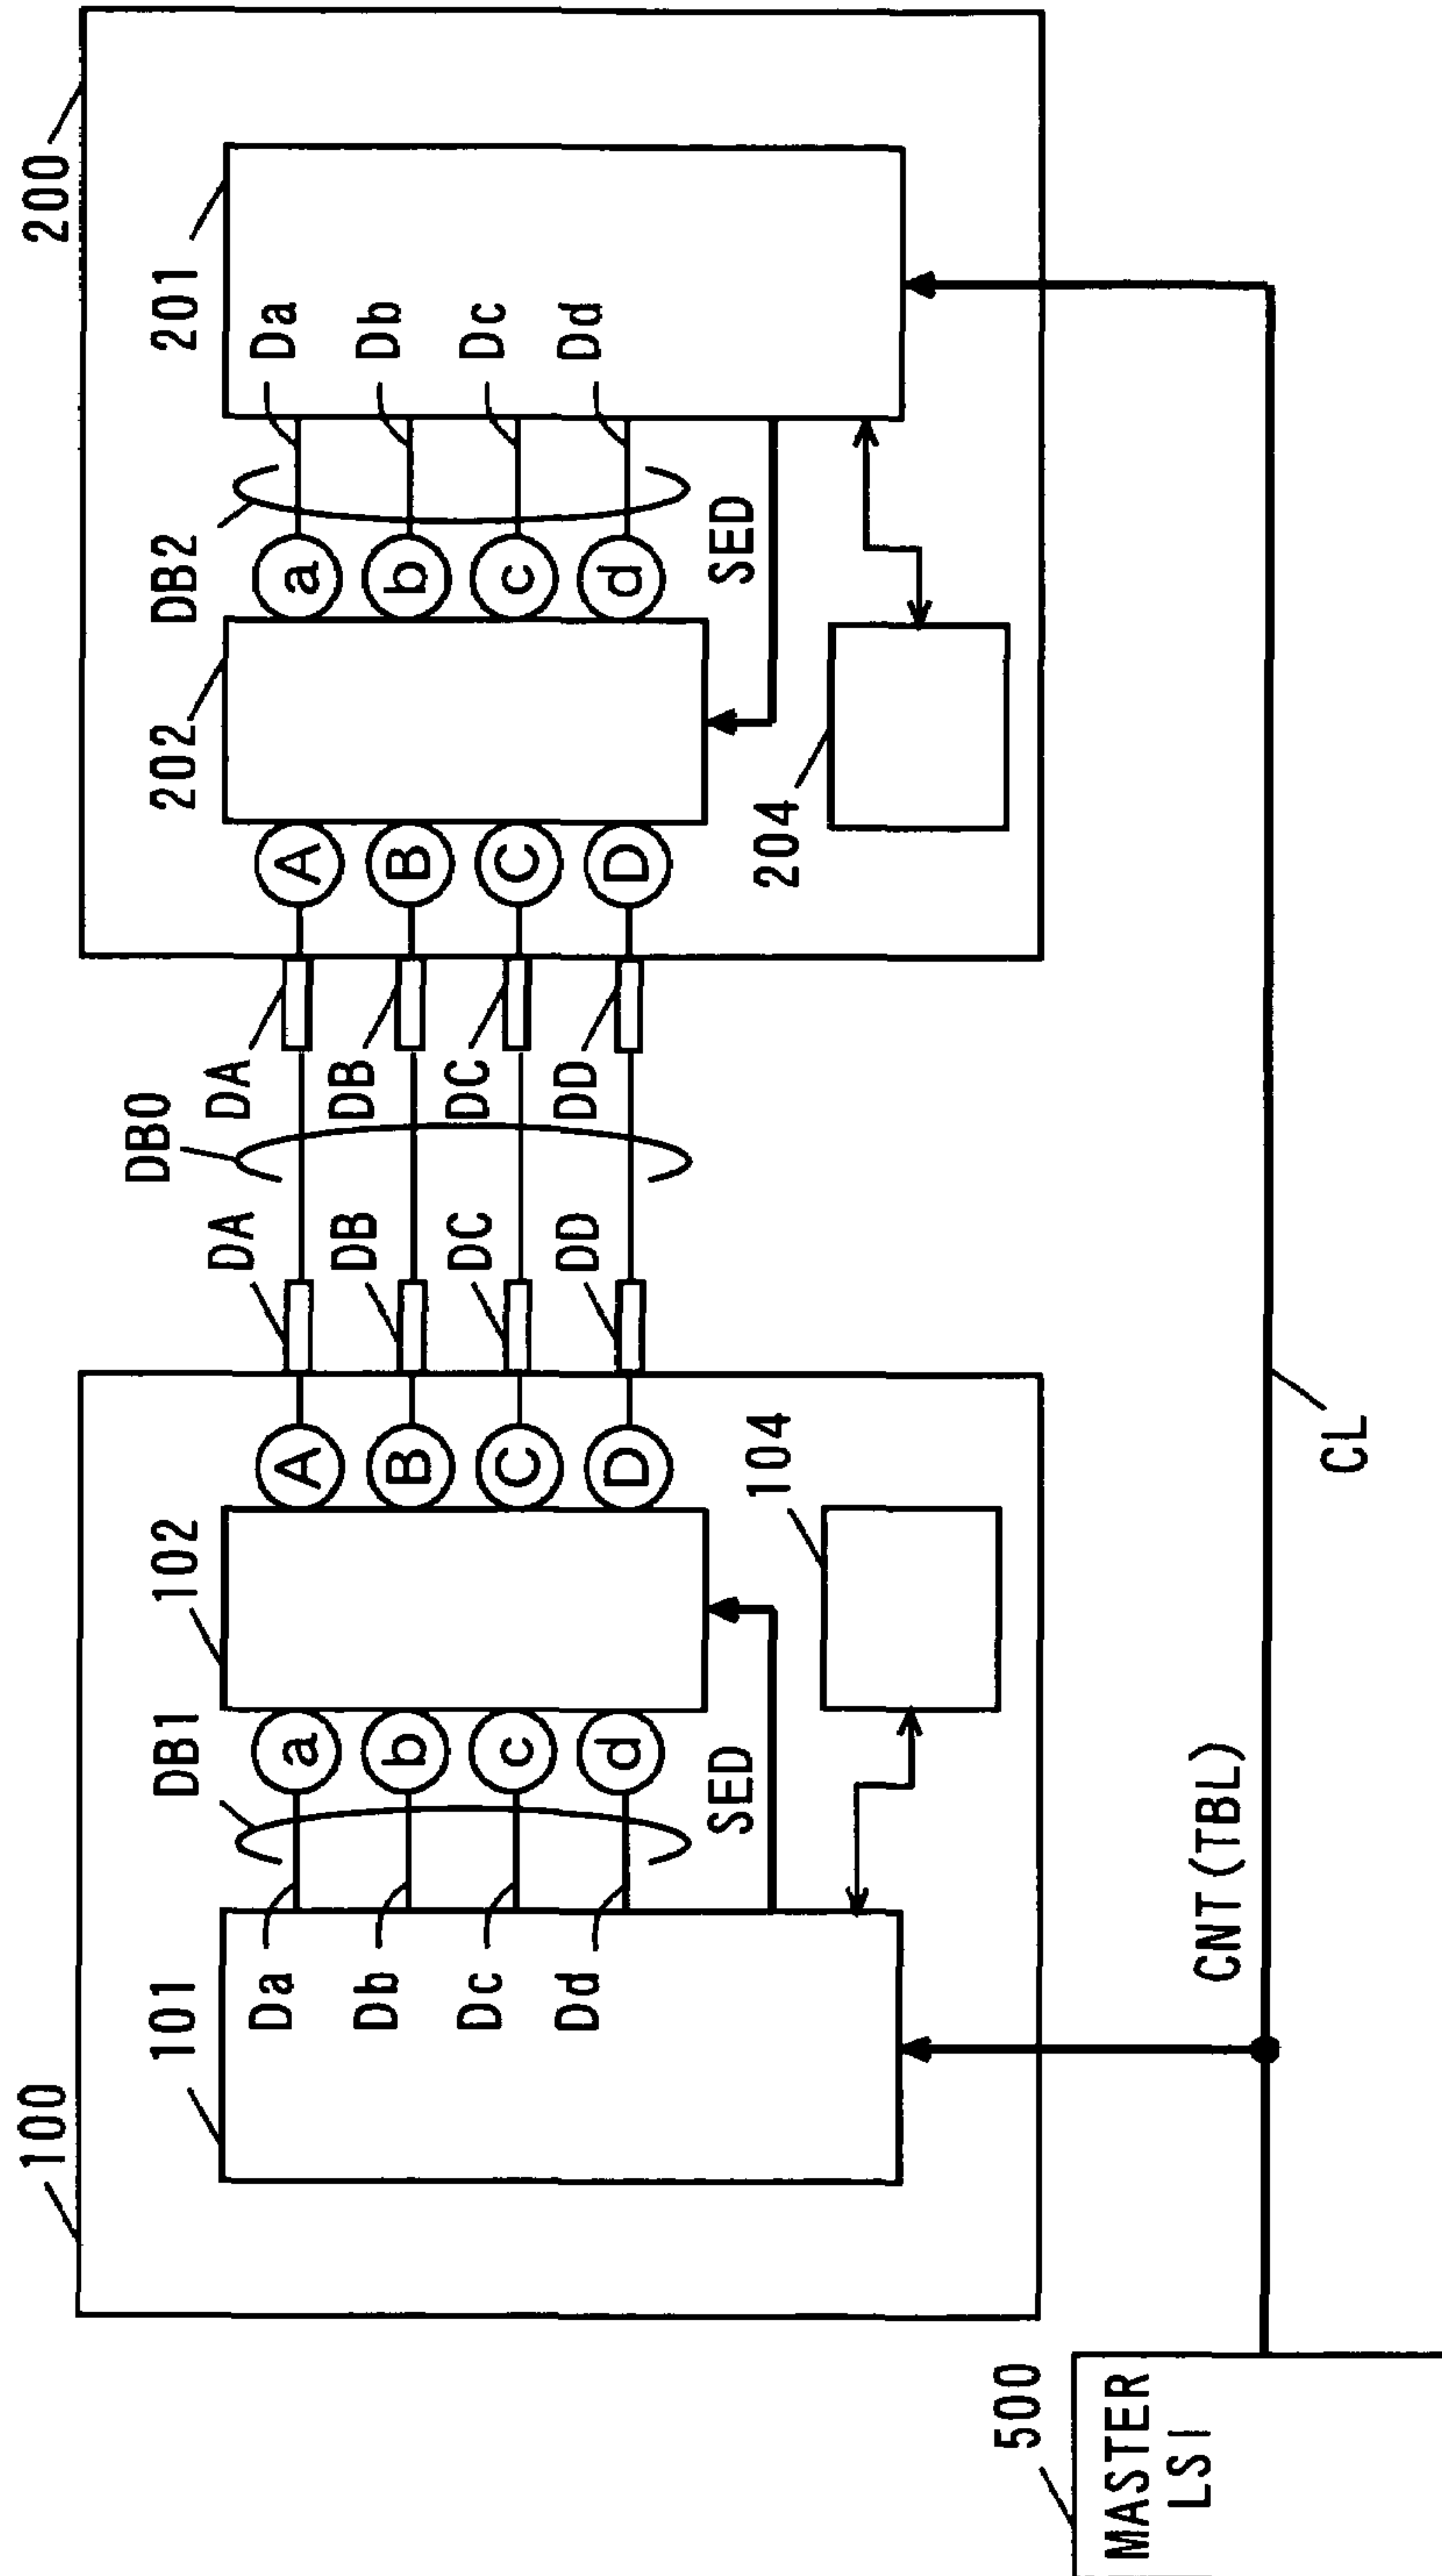 100
200
101
DB1
102
DB0
202
DB2
201
Da
a
A
DA
DA
A
a
Da
Db
b
B
DB
DB
B
b
Db
Dc
c
C
DC
DC
C
c
Dc
Dd
d
D
DD
DD
D
d
Dd
SED
104
204
SED
CNT(TBL)
CL
500
MASTER
LSI